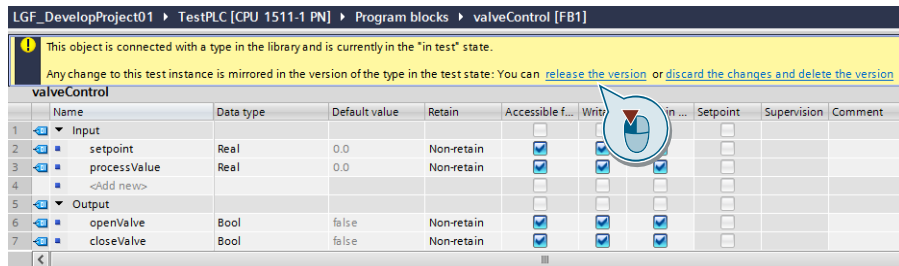 LGF_DevelopProject01 ▸ TestPLC [CPU 1511-1 PN] ▸ Program blocks ▸ valveControl [FB1]
This object is connected with a type in the library and is currently in the "in test" state.
Any change to this test instance is mirrored in the version of the type in the test state: You can release the version or discard the changes and delete the version
valveControl
Name Data type Default value Retain Accessible f... Writ in ... Setpoint Supervision Comment
1 Input
2 setpoint Real 0.0 Non-retain
3 processValue Real 0.0 Non-retain
4 <Add new>
5 Output
6 openValve Bool false Non-retain
7 closeValve Bool false Non-retain